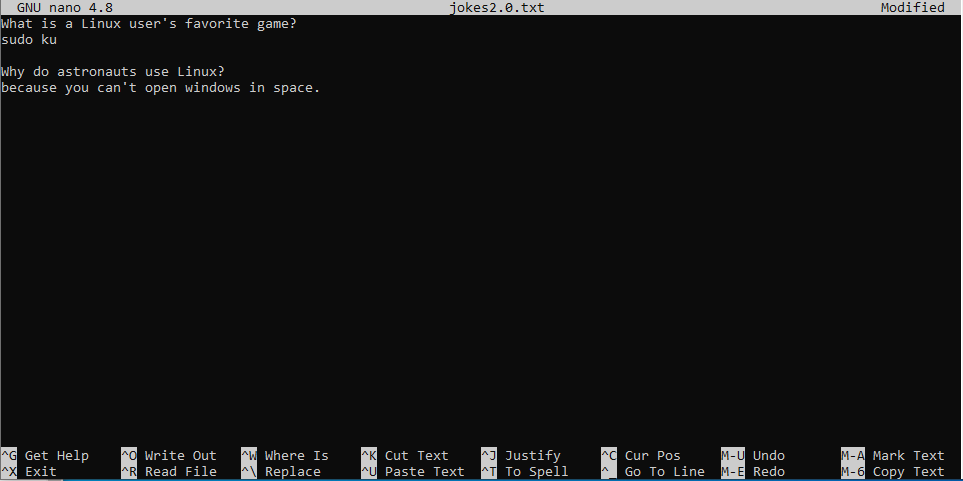 GNU nano 4.8 jokes2.0.txt Modified
What is a Linux user's favorite game?
sudo ku
Why do astronauts use Linux?
because you can't open windows in space.
^G Get Help ^O Write Out ^W Where Is ^K Cut Text ^J Justify ^C Cur Pos M-U Undo M-A Mark Text
^X Exit ^R Read File ^\ Replace ^U Paste Text ^T To Spell ^_ Go To Line M-E Redo M-6 Copy Text